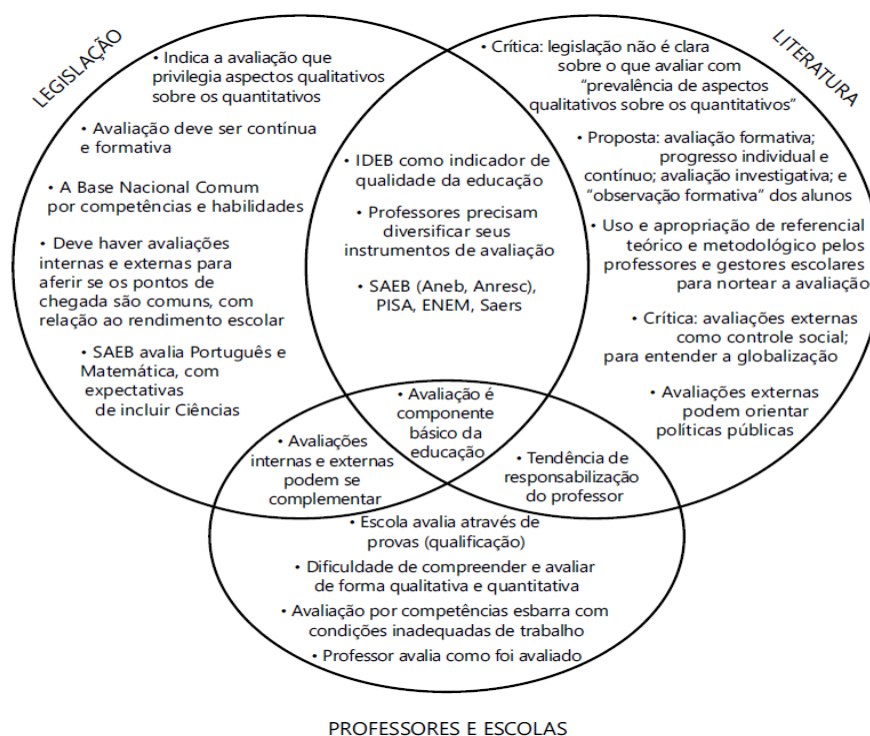 LEGISLAÇÃO
• Indica a avaliação que
privilegia aspectos qualitativos
sobre os quantitativos
• Avaliação deve ser contínua
e formativa
• A Base Nacional Comum
por competências e habilidades
• Deve haver avaliações
internas e externas para
aferir se os pontos de
chegada são comuns, com
relação ao rendimento escolar
• SAEB avalia Português e
Matemática, com
expectativas
de incluir Ciências
• IDEB como indicador de
qualidade da educação
• Professores precisam
diversificar seus
instrumentos de avaliação
• SAEB (Aneb, Anresc),
PISA, ENEM, Saers
LITERATURA
• Crítica: legislação não é clara
sobre o que avaliar com
“prevalência de aspectos
qualitativos sobre os quantitativos”
• Proposta: avaliação formativa;
progresso individual e
contínuo; avaliação investigativa; e
“observação formativa” dos alunos
• Uso e apropriação de referencial
teórico e metodológico pelos
professores e gestores escolares
para nortear a avaliação
• Crítica: avaliações externas
como controle social;
para entender a globalização
• Avaliações externas
podem orientar
políticas públicas
• Avaliação é
componente
básico da
educação
• Avaliações
internas e externas
podem se
complementar
• Tendência de
responsabilização
do professor
• Escola avalia através de
provas (qualificação)
• Dificuldade de compreender e avaliar
de forma qualitativa e quantitativa
• Avaliação por competências esbarra com
condições inadequadas de trabalho
• Professor avalia como foi avaliado
PROFESSORES E ESCOLAS